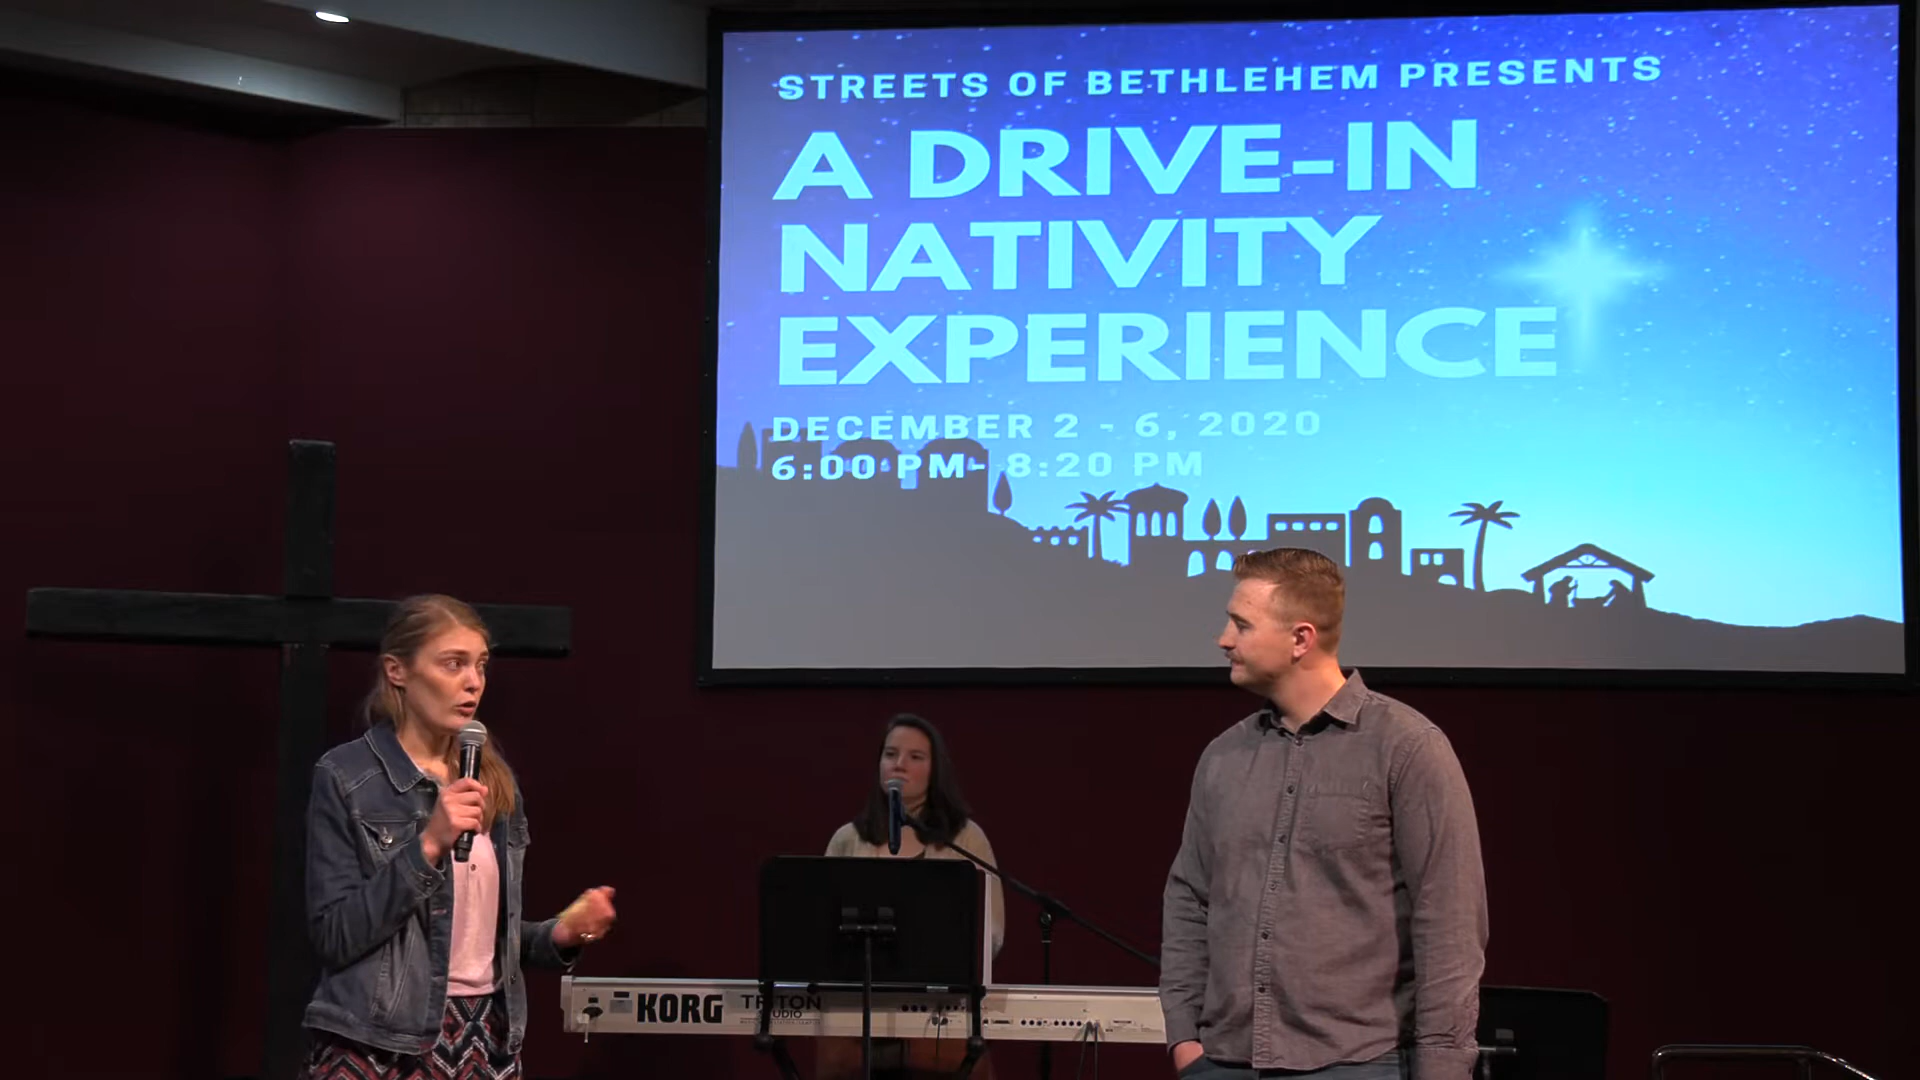 STREETS OF BETHLEHEM PRESENTS
A DRIVE-IN
NATIVITY
EXPERIENCE
DECEMBER 2 - 6, 2020
6:00 PM- 8:20 PM
KORG
TRITON
STUDIO